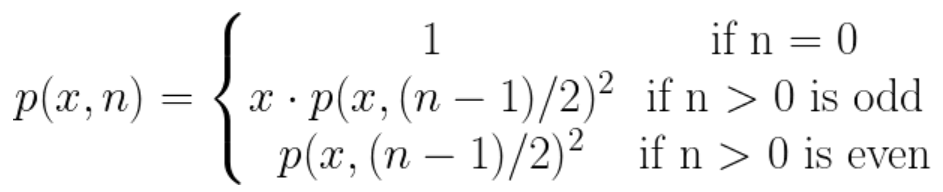 1 if n = 0
p(x, n) = { x · p(x, (n − 1)/2)² if n > 0 is odd
p(x, (n − 1)/2)² if n > 0 is even